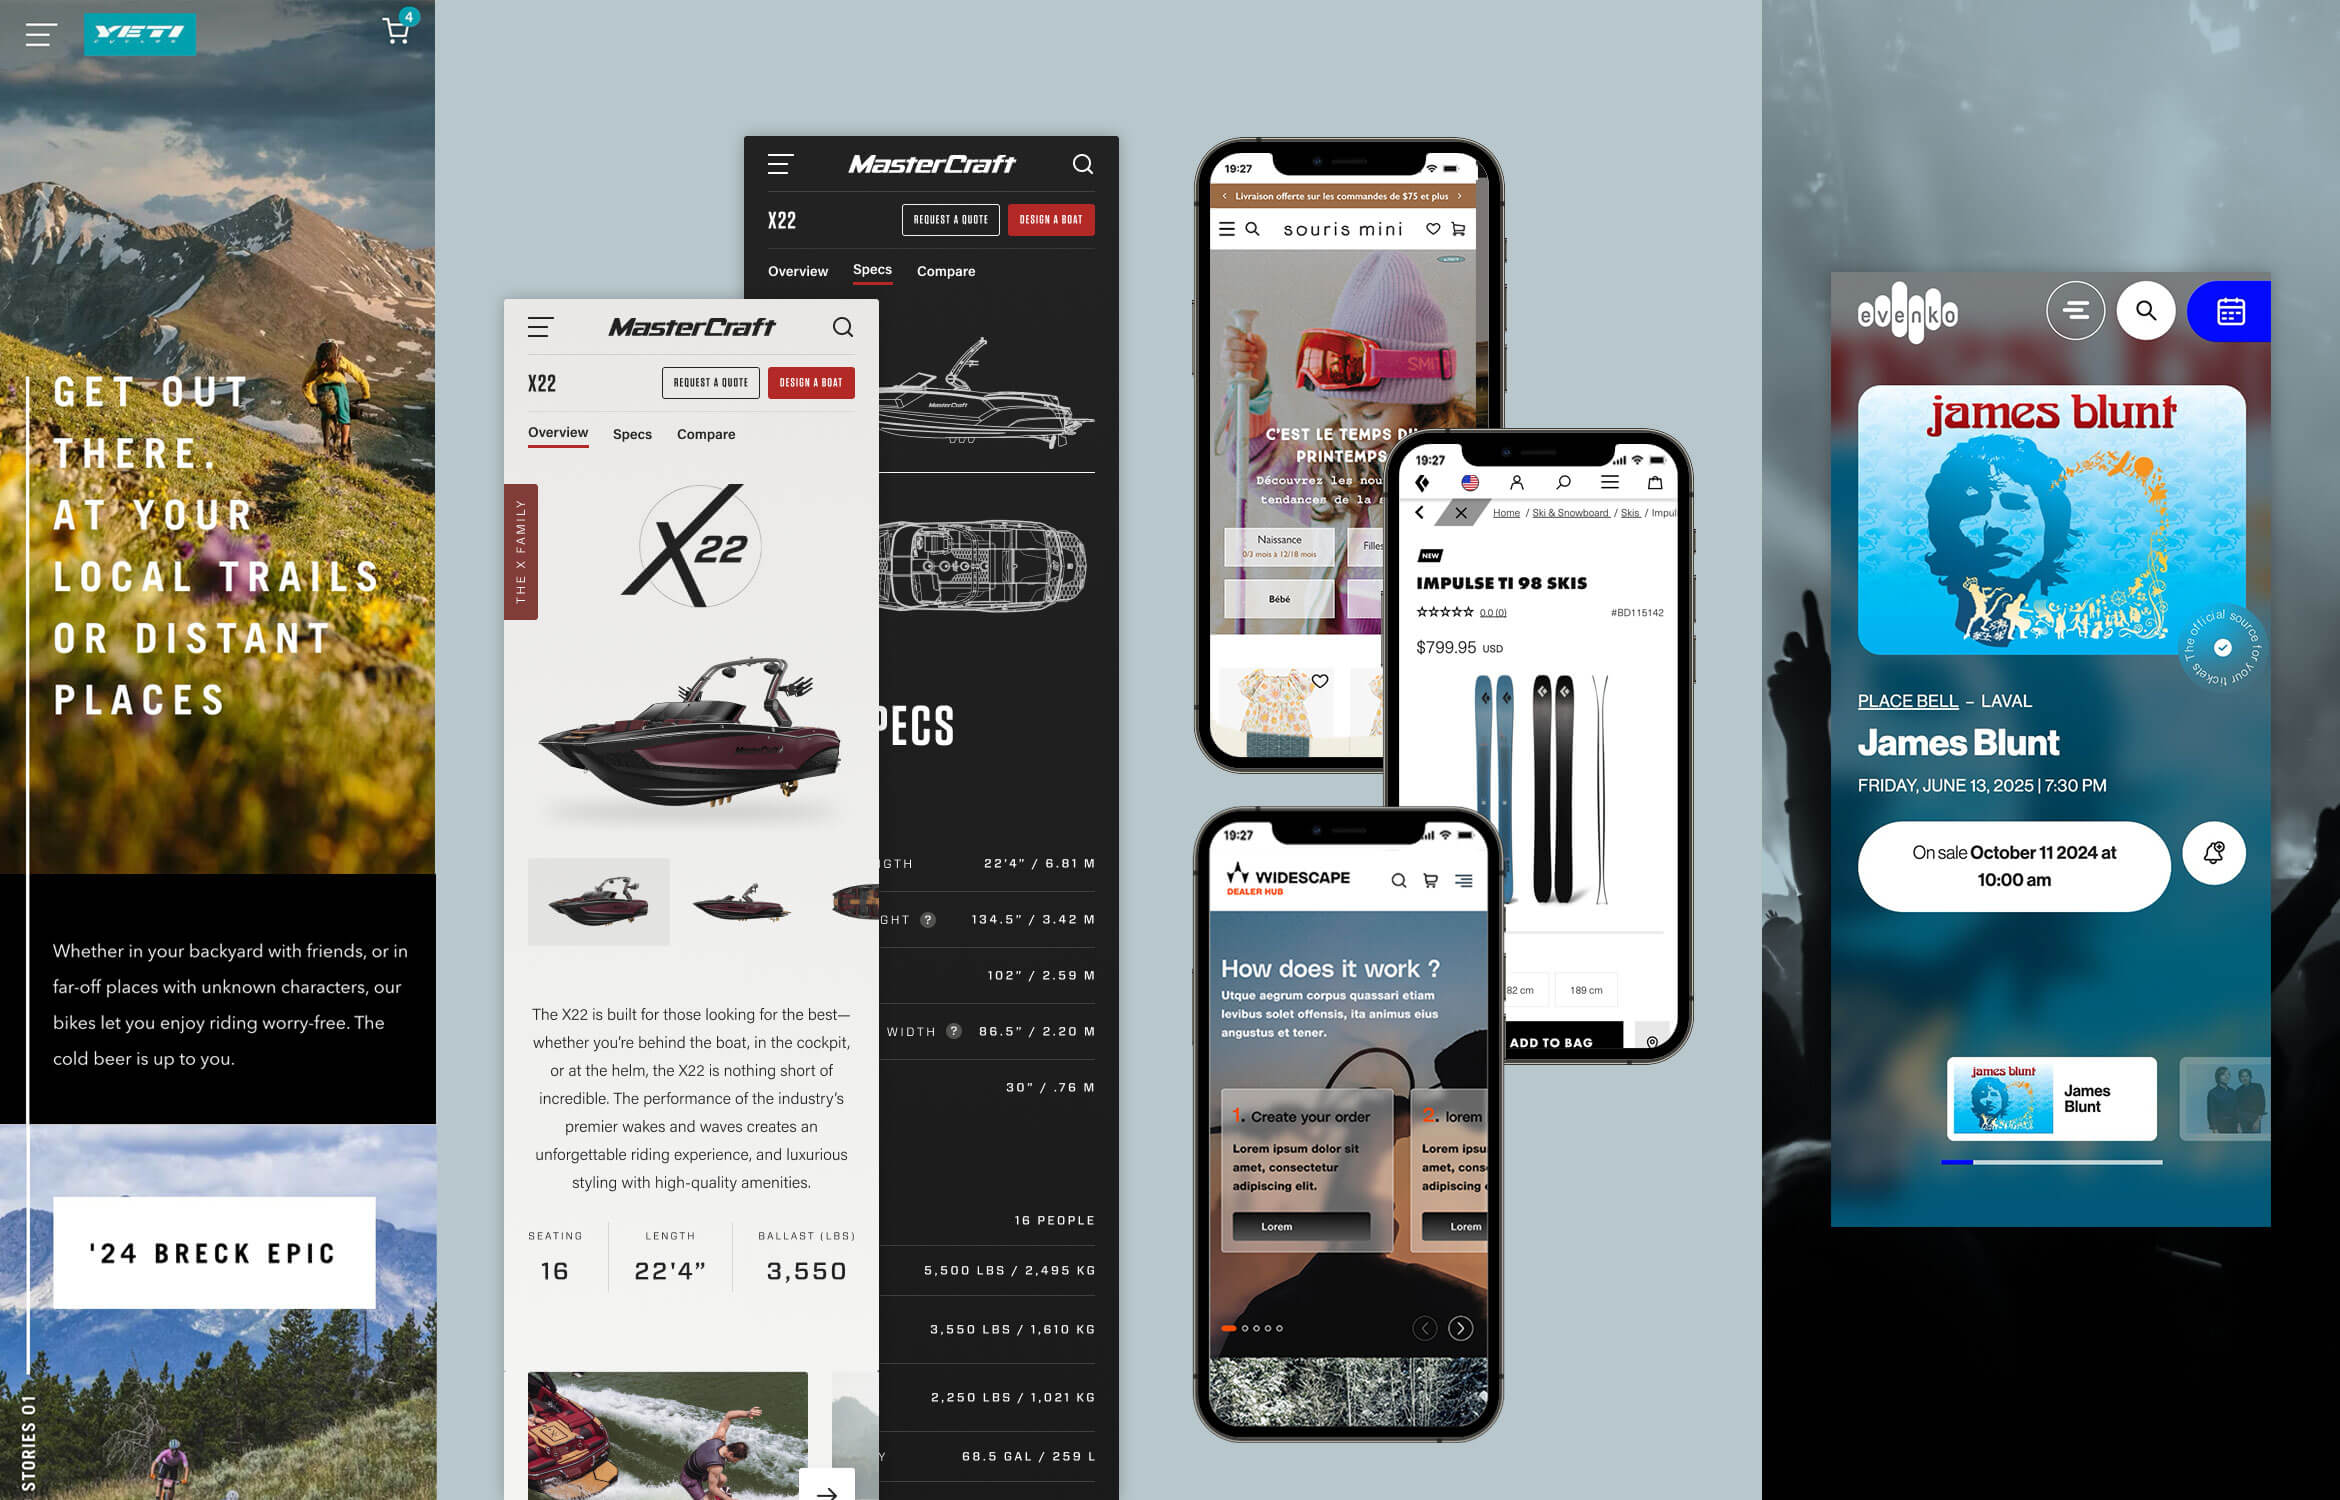 YETI
CYCLES
4
GET OUT
THERE.
AT YOUR
LOCAL TRAILS
OR DISTANT
PLACES
Whether in your backyard with friends, or in
far-off places with unknown characters, our
bikes let you enjoy riding worry-free. The
cold beer is up to you.
'24 BRECK EPIC
STORIES 01
MasterCraft
X22
REQUEST A QUOTE
DESIGN A BOAT
Overview Specs Compare
THE X FAMILY
X22
MasterCraft
The X22 is built for those looking for the best—
whether you're behind the boat, in the cockpit,
or at the helm, the X22 is nothing short of
incredible. The performance of the industry's
premier wakes and waves creates an
unforgettable riding experience, and luxurious
styling with high-quality amenities.
SEATING LENGTH BALLAST (LBS)
16 22'4” 3,550
MasterCraft
X22
REQUEST A QUOTE
DESIGN A BOAT
Overview Specs Compare
MasterCraft
PECS
GTH 22'4” / 6.81 M
GHT ? 134.5” / 3.42 M
102” / 2.59 M
WIDTH ? 86.5” / 2.20 M
30” / .76 M
16 PEOPLE
5,500 LBS / 2,495 KG
3,550 LBS / 1,610 KG
2,250 LBS / 1,021 KG
Y 68.5 GAL / 259 L
19:27
Livraison offerte sur les commandes de $75 et plus
souris mini
SMITH
C'EST LE TEMPS DU
PRINTEMPS
Découvrez les nou
tendances de la s
Naissance
0/3 mois à 12/18 mois
Filles
Bébé
19:27
Home / Ski & Snowboard / Skis / Impul
NEW
IMPULSE TI 98 SKIS
0.0 (0)
#BD115142
$799.95 USD
82 cm
189 cm
ADD TO BAG
19:27
WIDESCAPE
DEALER HUB
How does it work ?
Utque aegrum corpus quassari etiam
levibus solet offensis, ita animus eius
angustus et tener.
1. Create your order
Lorem ipsum dolor sit
amet, consectetur
adipiscing elit.
Lorem
2. lorem
Lorem ipsu
amet, cons
adipiscing e
Lorem
evenko
james blunt
The official source for your tickets
PLACE BELL – LAVAL
James Blunt
FRIDAY, JUNE 13, 2025 | 7:30 PM
On sale October 11 2024 at
10:00 am
james blunt
James
Blunt